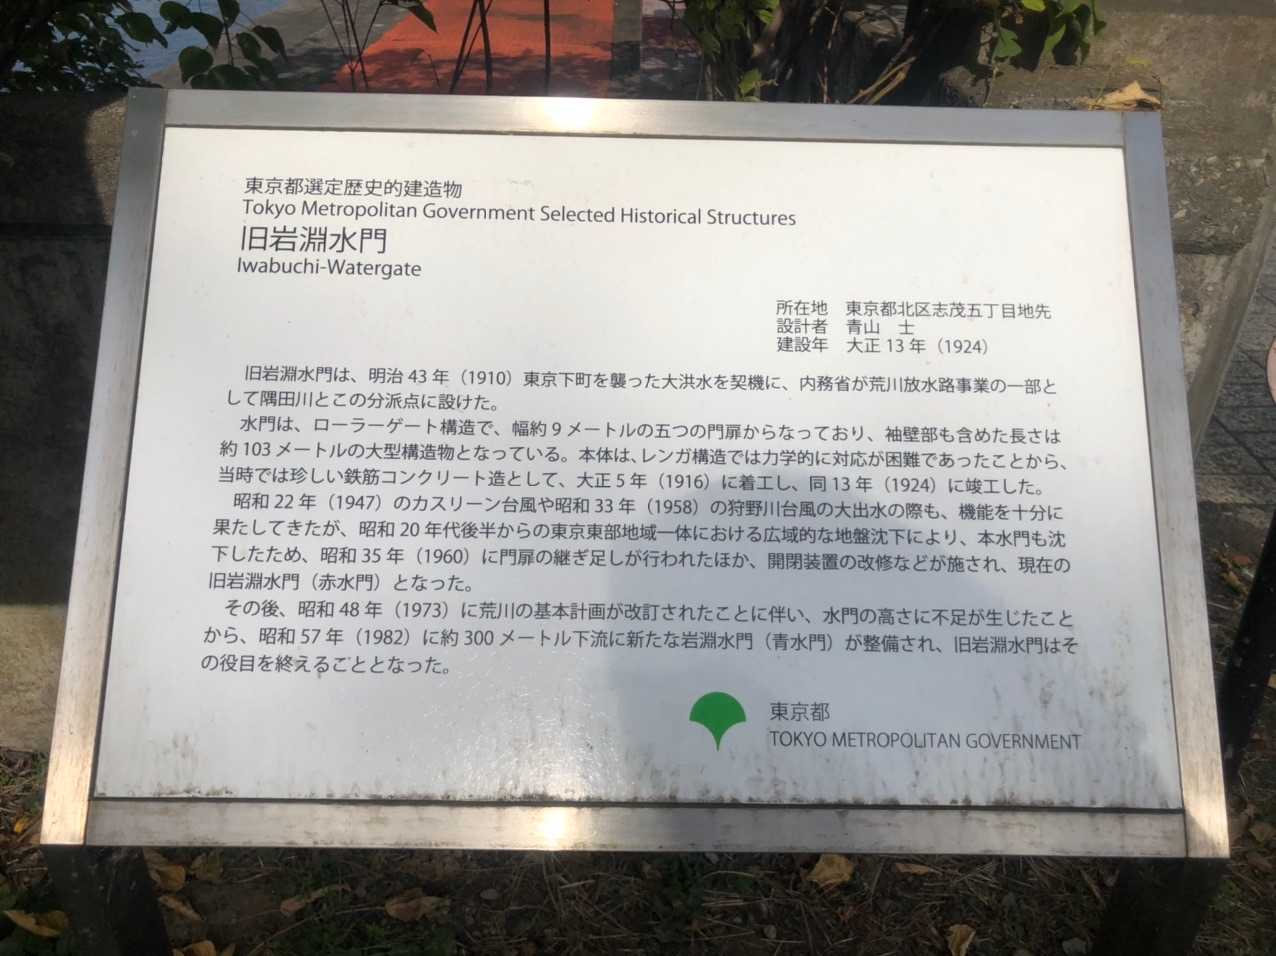 東京都選定歴史的建造物
Tokyo Metropolitan Government Selected Historical Structures
旧岩淵水門
Iwabuchi-Watergate
所在地　東京都北区志茂五丁目地先
設計者　青山　士
建設年　大正 13 年（1924）
旧岩淵水門は、明治 43 年（1910）東京下町を襲った大洪水を契機に、内務省が荒川放水路事業の一部と
して隅田川とこの分派点に設けた。
水門は、ローラーゲート構造で、幅約 9 メートルの五つの門扉からなっており、袖壁部も含めた長さは
約 103 メートルの大型構造物となっている。本体は、レンガ構造では力学的に対応が困難であったことから、
当時では珍しい鉄筋コンクリート造として、大正 5 年（1916）に着工し、同 13 年（1924）に竣工した。
昭和 22 年（1947）のカスリーン台風や昭和 33 年（1958）の狩野川台風の大出水の際も、機能を十分に
果たしてきたが、昭和 20 年代後半からの東京東部地域一体における広域的な地盤沈下により、本水門も沈
下したため、昭和 35 年（1960）に門扉の継ぎ足しが行われたほか、開閉装置の改修などが施され、現在の
旧岩淵水門（赤水門）となった。
その後、昭和 48 年（1973）に荒川の基本計画が改訂されたことに伴い、水門の高さに不足が生じたこと
から、昭和 57 年（1982）に約 300 メートル下流に新たな岩淵水門（青水門）が整備され、旧岩淵水門はそ
の役目を終えるごととなった。
東京都
TOKYO METROPOLITAN GOVERNMENT